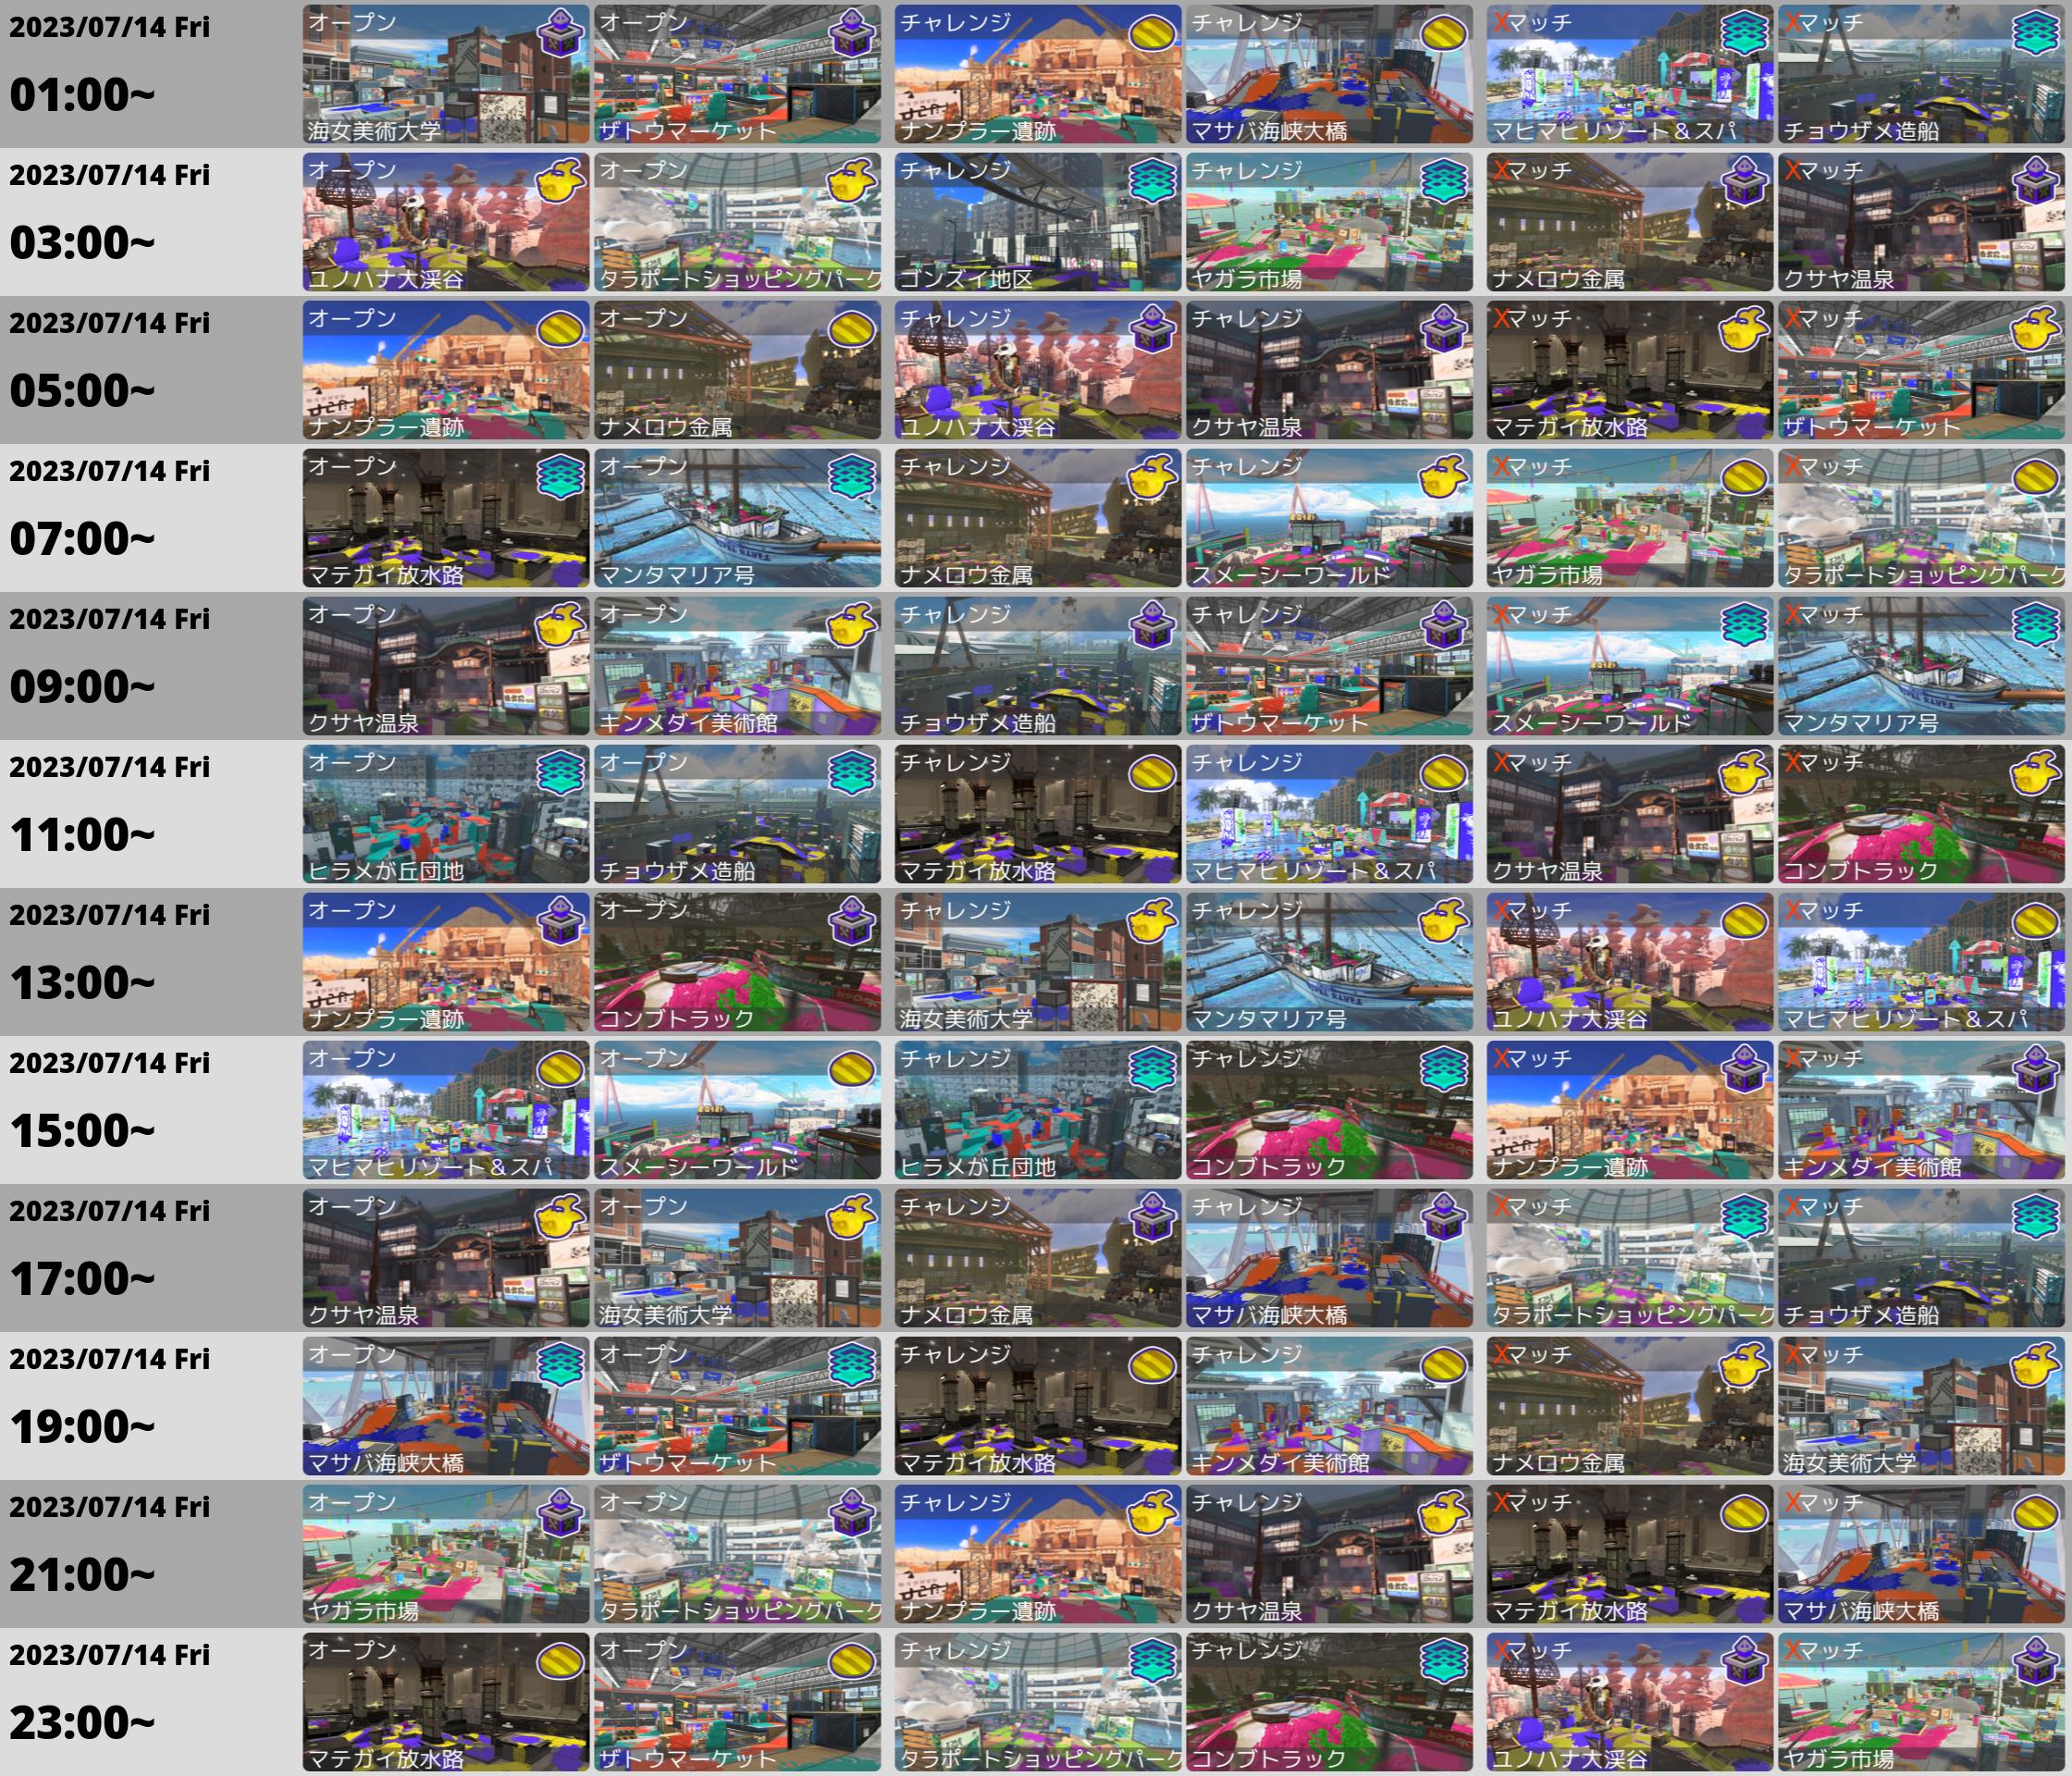 2023/07/14 Fri
01:00~
オープン オープン チャレンジ チャレンジ Xマッチ Xマッチ
海女美術大学 ザトウマーケット ナンプラー遺跡 マサバ海峡大橋 マヒマヒリゾート＆スパ チョウザメ造船
2023/07/14 Fri
03:00~
オープン オープン チャレンジ チャレンジ Xマッチ Xマッチ
ユノハナ大渓谷 タラポートショッピングパーク ゴンズイ地区 ヤガラ市場 ナメロウ金属 クサヤ温泉
2023/07/14 Fri
05:00~
オープン オープン チャレンジ チャレンジ Xマッチ Xマッチ
ナンプラー遺跡 ナメロウ金属 ユノハナ大渓谷 クサヤ温泉 マテガイ放水路 ザトウマーケット
2023/07/14 Fri
07:00~
オープン オープン チャレンジ チャレンジ Xマッチ Xマッチ
マテガイ放水路 マンタマリア号 ナメロウ金属 スメーシーワールド ヤガラ市場 タラポートショッピングパーク
2023/07/14 Fri
09:00~
オープン オープン チャレンジ チャレンジ Xマッチ Xマッチ
クサヤ温泉 キンメダイ美術館 チョウザメ造船 ザトウマーケット スメーシーワールド マンタマリア号
2023/07/14 Fri
11:00~
オープン オープン チャレンジ チャレンジ Xマッチ Xマッチ
ヒラメが丘団地 チョウザメ造船 マテガイ放水路 マヒマヒリゾート＆スパ クサヤ温泉 コンブトラック
2023/07/14 Fri
13:00~
オープン オープン チャレンジ チャレンジ Xマッチ Xマッチ
ナンプラー遺跡 コンブトラック 海女美術大学 マンタマリア号 ユノハナ大渓谷 マヒマヒリゾート＆スパ
2023/07/14 Fri
15:00~
オープン オープン チャレンジ チャレンジ Xマッチ Xマッチ
マヒマヒリゾート＆スパ スメーシーワールド ヒラメが丘団地 コンブトラック ナンプラー遺跡 キンメダイ美術館
2023/07/14 Fri
17:00~
オープン オープン チャレンジ チャレンジ Xマッチ Xマッチ
クサヤ温泉 海女美術大学 ナメロウ金属 マサバ海峡大橋 タラポートショッピングパーク チョウザメ造船
2023/07/14 Fri
19:00~
オープン オープン チャレンジ チャレンジ Xマッチ Xマッチ
マサバ海峡大橋 ザトウマーケット マテガイ放水路 キンメダイ美術館 ナメロウ金属 海女美術大学
2023/07/14 Fri
21:00~
オープン オープン チャレンジ チャレンジ Xマッチ Xマッチ
ヤガラ市場 タラポートショッピングパーク ナンプラー遺跡 クサヤ温泉 マテガイ放水路 マサバ海峡大橋
2023/07/14 Fri
23:00~
オープン オープン チャレンジ チャレンジ Xマッチ Xマッチ
マテガイ放水路 ザトウマーケット タラポートショッピングパーク コンブトラック ユノハナ大渓谷 ヤガラ市場